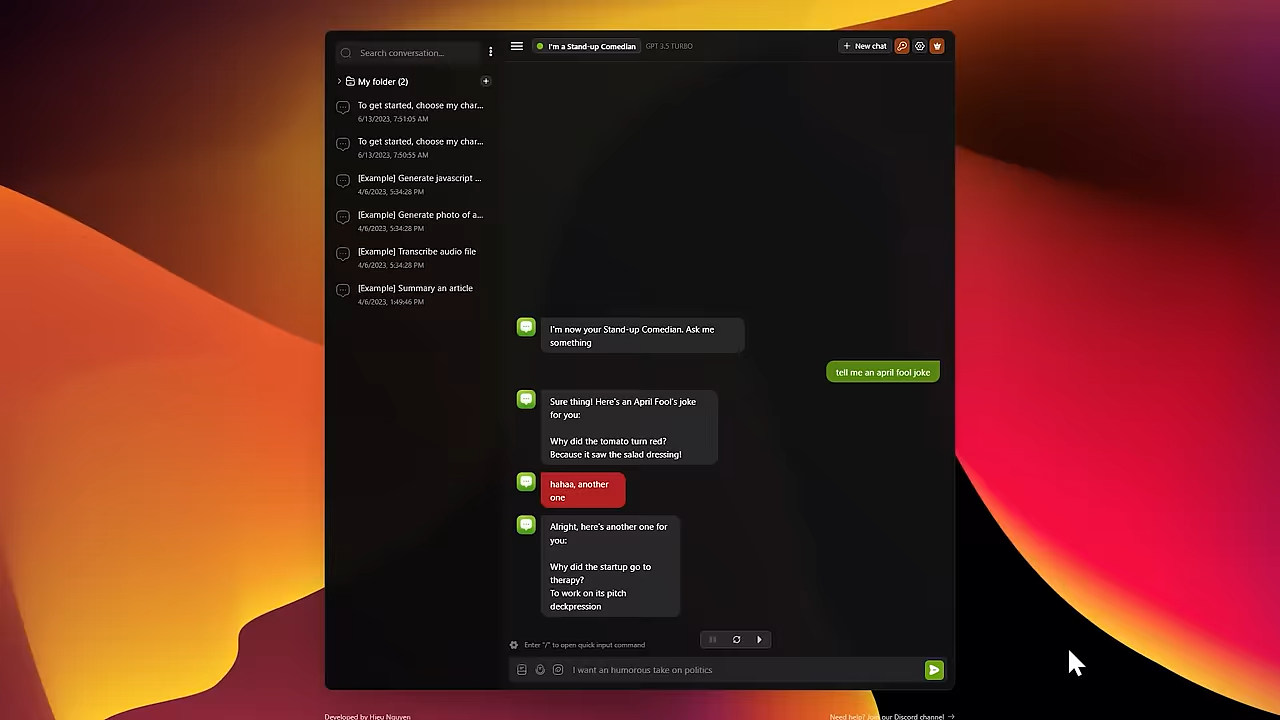 Search conversation...
My folder (2)
To get started, choose my char...
6/13/2023, 7:51:05 AM
To get started, choose my char...
6/13/2023, 7:50:55 AM
[Example] Generate javascript ...
4/6/2023, 5:34:28 PM
[Example] Generate photo of a...
4/6/2023, 5:34:28 PM
[Example] Transcribe audio file
4/6/2023, 5:34:28 PM
[Example] Summary an article
4/6/2023, 1:49:46 PM
I'm a Stand-up Comedian
GPT 3.5 TURBO
New chat
I'm now your Stand-up Comedian. Ask me
something
tell me an april fool joke
Sure thing! Here's an April Fool's joke
for you:
Why did the tomato turn red?
Because it saw the salad dressing!
hahaa, another
one
Alright, here's another one for
you:
Why did the startup go to
therapy?
To work on its pitch
deckpression
Enter "/" to open quick input command
I want an humorous take on politics
Developed by Hieu Nguyen
Need help? Join our Discord channel